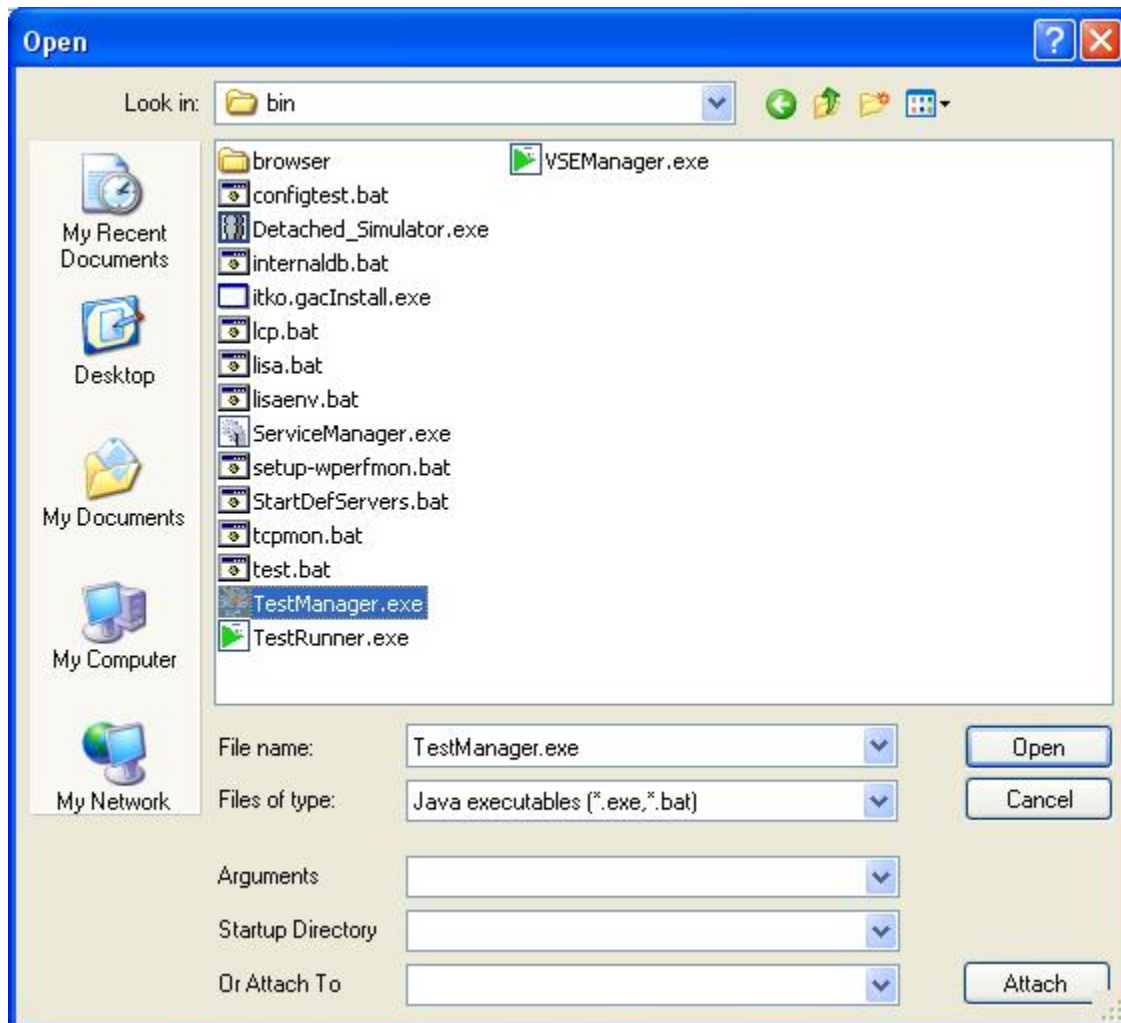 Open
Look in: bin
My Recent
Documents
Desktop
My Documents
My Computer
My Network
browser
configtest.bat
Detached_Simulator.exe
internaldb.bat
itko.gacInstall.exe
lcp.bat
lisa.bat
lisaenv.bat
ServiceManager.exe
setup-wperfmon.bat
StartDefServers.bat
tcpmon.bat
test.bat
TestManager.exe
TestRunner.exe
VSEManager.exe
File name: TestManager.exe Open
Files of type: Java executables (*.exe,*.bat) Cancel
Arguments
Startup Directory
Or Attach To Attach